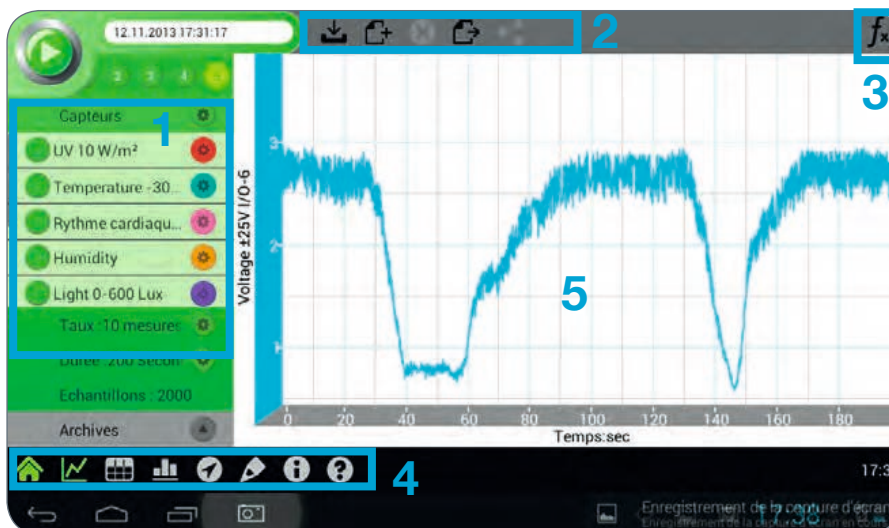 12.11.2013 17:31:17
2
3
2 3 4
1
Capteurs
UV 10 W/m²
Temperature -30...
Rythme cardiaqu...
Humidity
Light 0-600 Lux
Taux :10 mesures
Durée :200 Secon
Echantillons : 2000
Archives
Voltage ±25V I/O-6
3
2
1
5
0 20 40 60 80 100 120 140 160 180
Temps:sec
4
17:3
Enregistrement de la capture d'écran